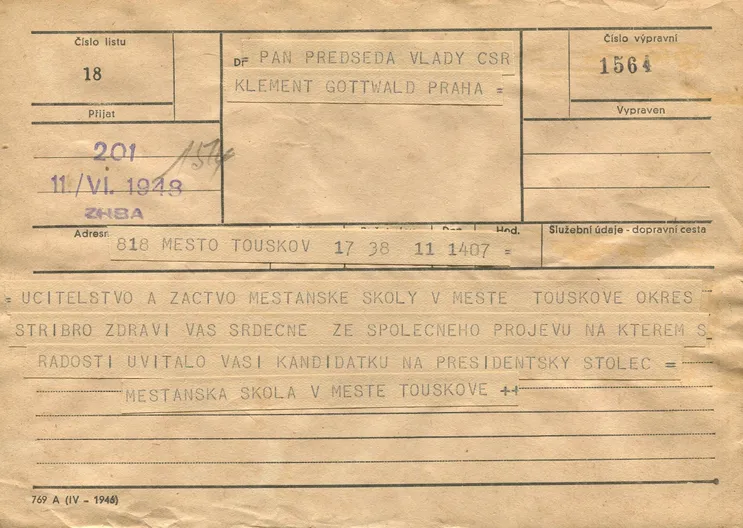 Číslo listu
18
Přijat
DF= PAN PREDSEDA VLADY CSR
KLEMENT GOTTWALD PRAHA =
Číslo výpravní
1564
Vypraven
201
11./VI. 1948
ZHBA
1574
Adresn
Hod.
Služební údaje - dopravní cesta
818 MESTO TOUSKOV 17 38 11 1407 =
= UCITELSTVO A ZACTVO MESTANSKE SKOLY V MESTE TOUSKOVE OKRES
STRIBRO ZDRAVI VAS SRDECNE ZE SPOLECNEHO PROJEVU NA KTEREM S
RADOSTI UVITALO VASI KANDIDATKU NA PRESIDENTSKY STOLEC =
MESTANSKA SKOLA V MESTE TOUSKOVE ++
769 A (IV - 1946)